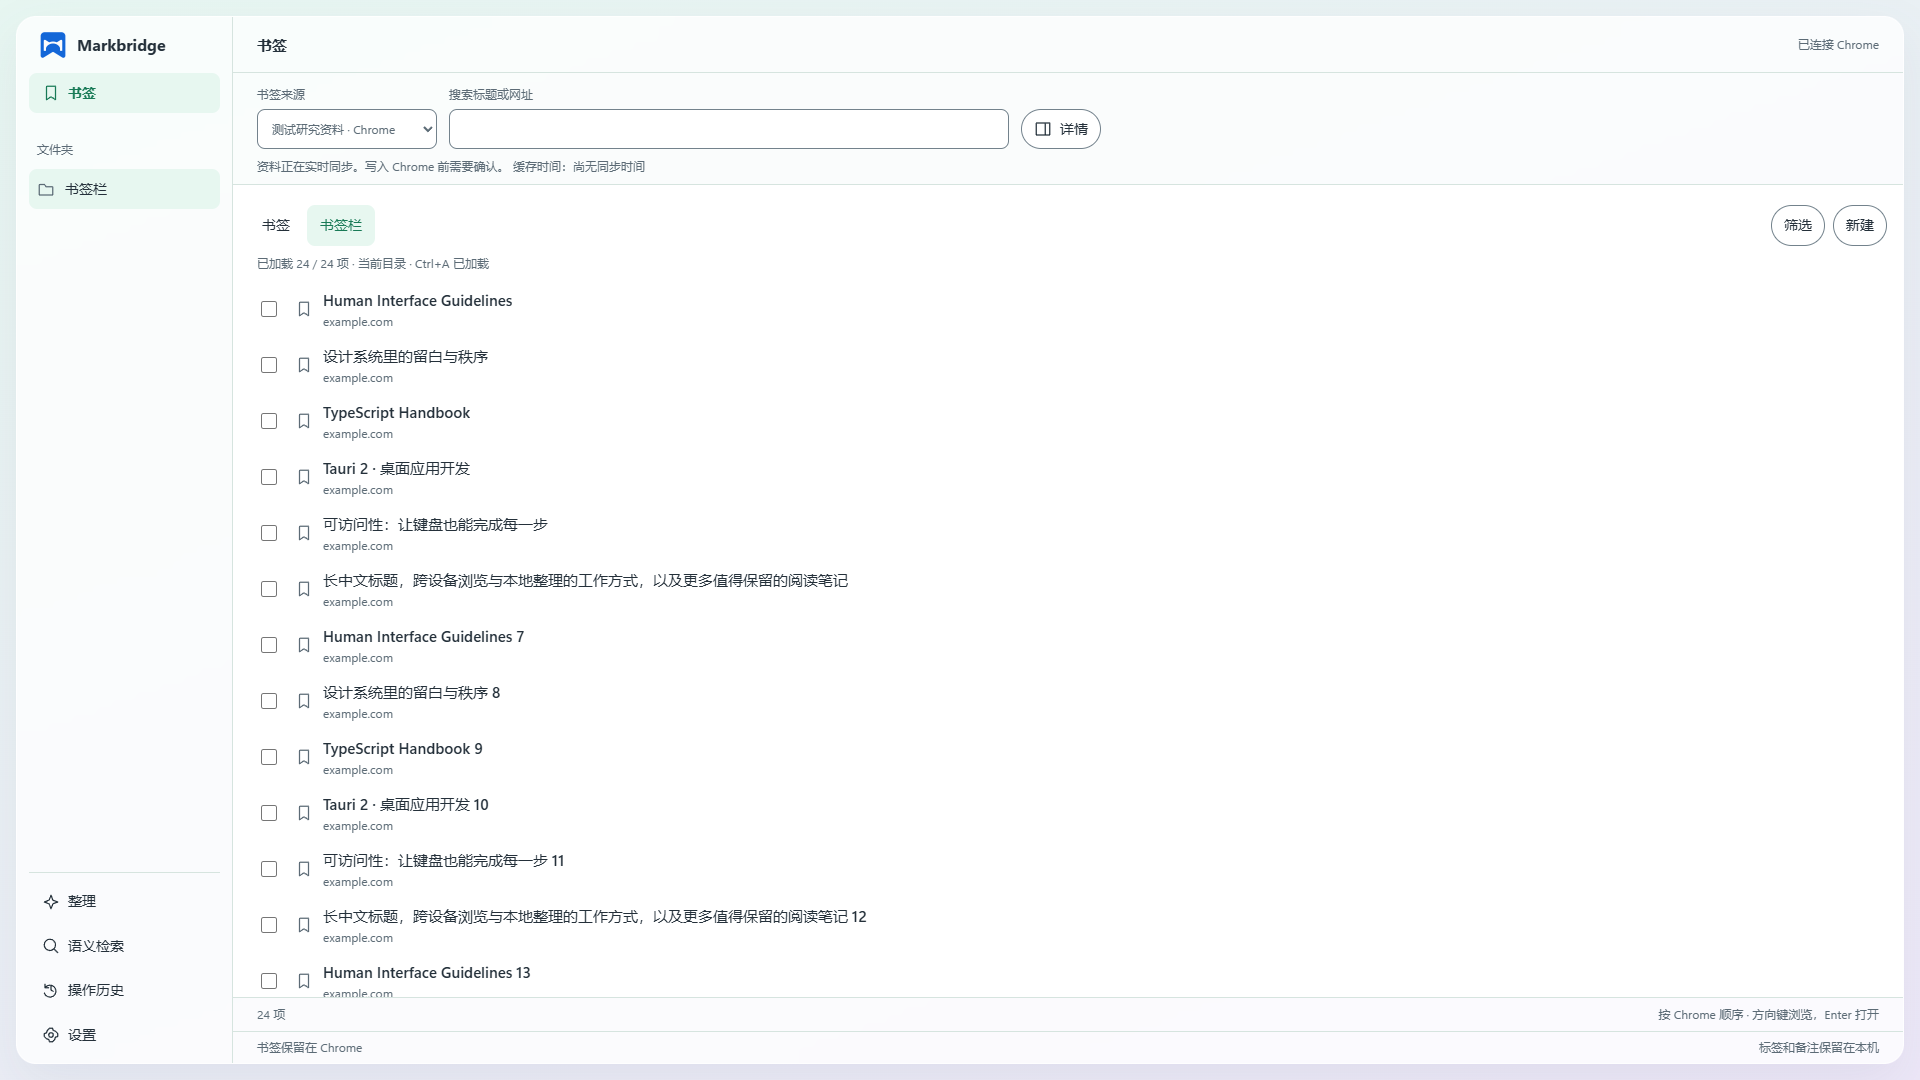 Markbridge
书签
文件夹
书签栏
整理
语义检索
操作历史
设置
书签
已连接 Chrome
书签来源
搜索标题或网址
测试研究资料 · Chrome
详情
资料正在实时同步。写入 Chrome 前需要确认。 缓存时间：尚无同步时间
书签
书签栏
筛选
新建
已加载 24 / 24 项 · 当前目录 · Ctrl+A 已加载
Human Interface Guidelines
example.com
设计系统里的留白与秩序
example.com
TypeScript Handbook
example.com
Tauri 2 · 桌面应用开发
example.com
可访问性：让键盘也能完成每一步
example.com
长中文标题，跨设备浏览与本地整理的工作方式，以及更多值得保留的阅读笔记
example.com
Human Interface Guidelines 7
example.com
设计系统里的留白与秩序 8
example.com
TypeScript Handbook 9
example.com
Tauri 2 · 桌面应用开发 10
example.com
可访问性：让键盘也能完成每一步 11
example.com
长中文标题，跨设备浏览与本地整理的工作方式，以及更多值得保留的阅读笔记 12
example.com
Human Interface Guidelines 13
example.com
24 项
按 Chrome 顺序 · 方向键浏览，Enter 打开
书签保留在 Chrome
标签和备注保留在本机